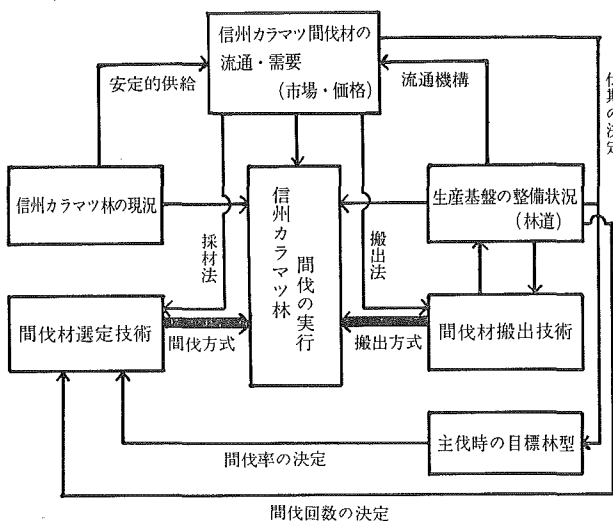 信州カラマツ間伐材の
流通・需要
(市場・価格)
安定的供給
流通機構
伐期の決定
信州カラマツ林の現況
信州カラマツ林
間伐の実行
生産基盤の整備状況
(林道)
採材法
搬出法
間伐材選定技術
間伐方式
搬出方式
間伐材搬出技術
主伐時の目標林型
間伐率の決定
間伐回数の決定